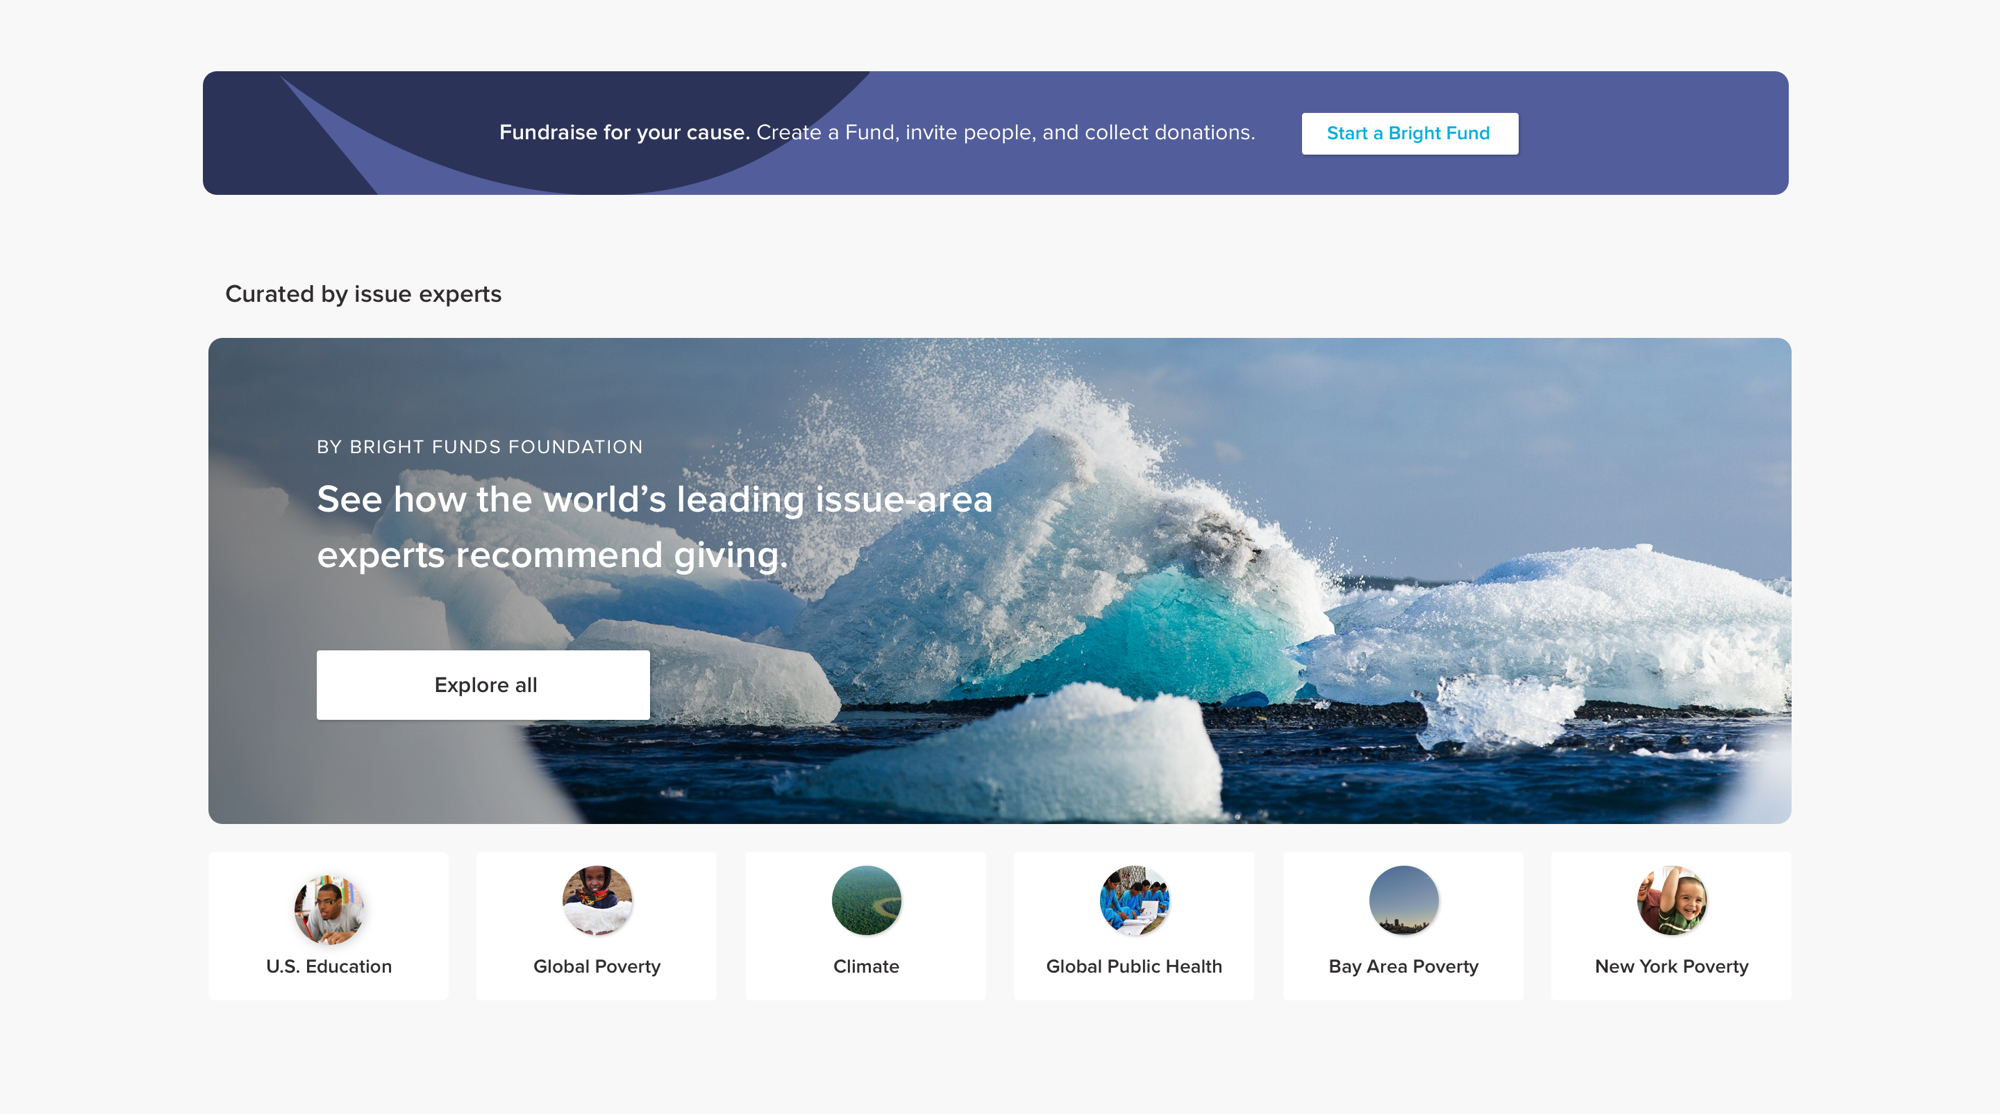 Fundraise for your cause. Create a Fund, invite people, and collect donations.
Start a Bright Fund
Curated by issue experts
BY BRIGHT FUNDS FOUNDATION
See how the world’s leading issue-area
experts recommend giving.
Explore all
U.S. Education
Global Poverty
Climate
Global Public Health
Bay Area Poverty
New York Poverty